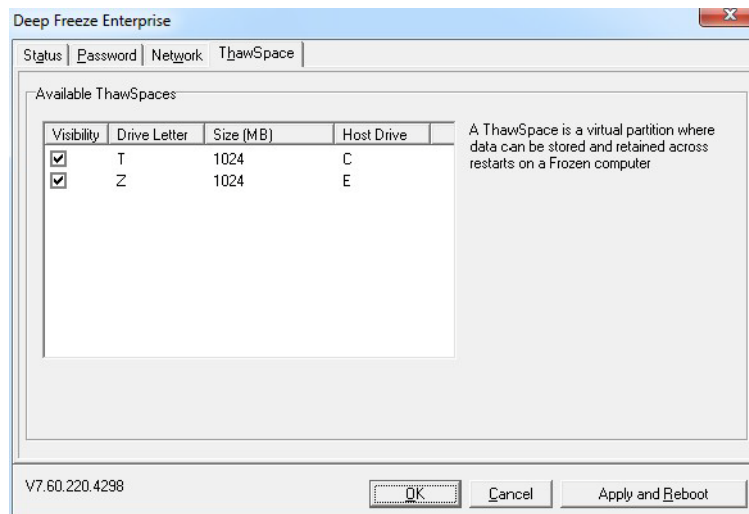 Deep Freeze Enterprise
Status Password Network ThawSpace
Available ThawSpaces
Visibility Drive Letter Size (MB) Host Drive
T 1024 C
Z 1024 E
A ThawSpace is a virtual partition where
data can be stored and retained across
restarts on a Frozen computer
V7.60.220.4298
OK Cancel Apply and Reboot